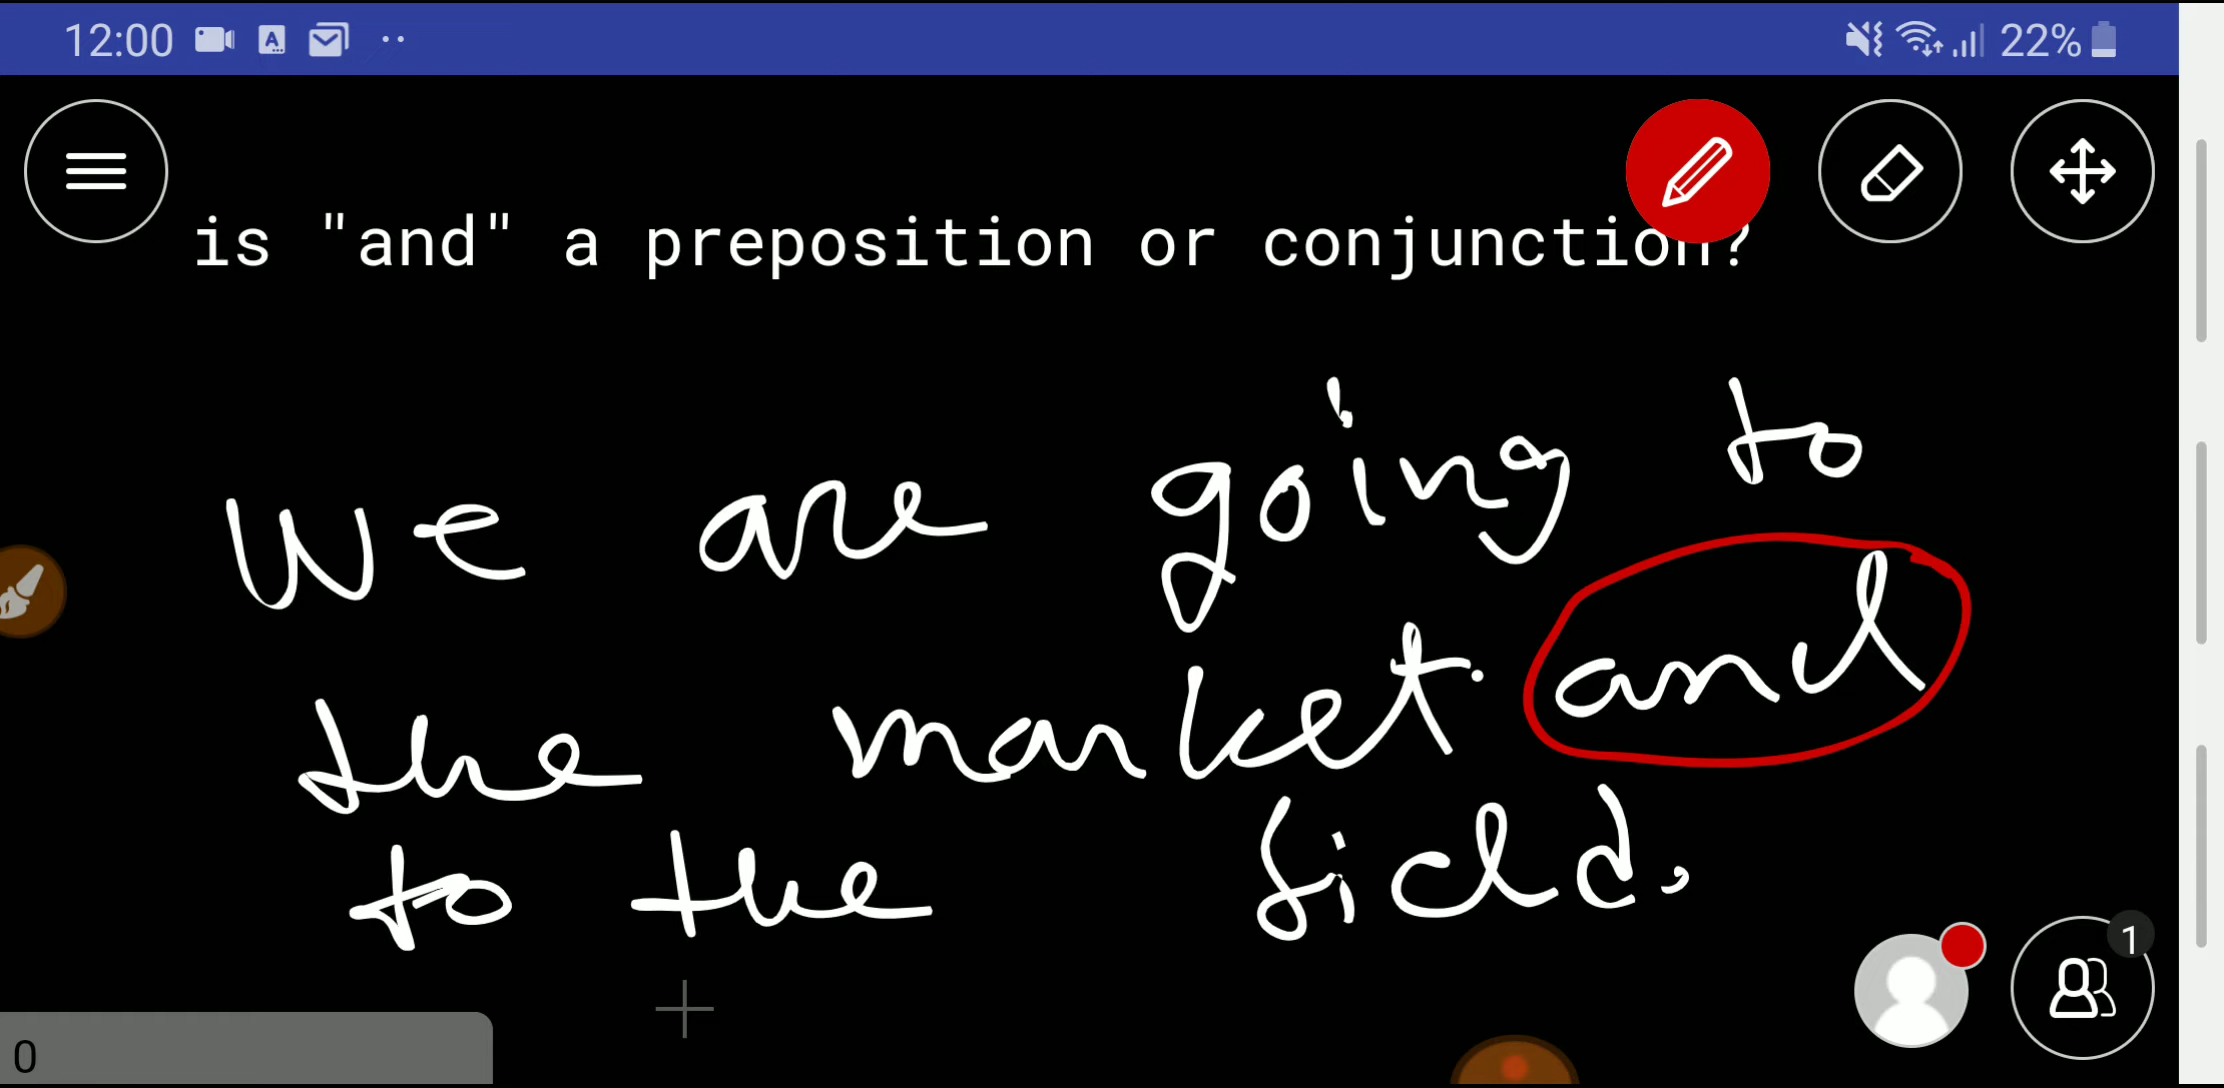 12:00
22%
is "and" a preposition or conjunction?
We are going to
the market and
to the field.
1
0